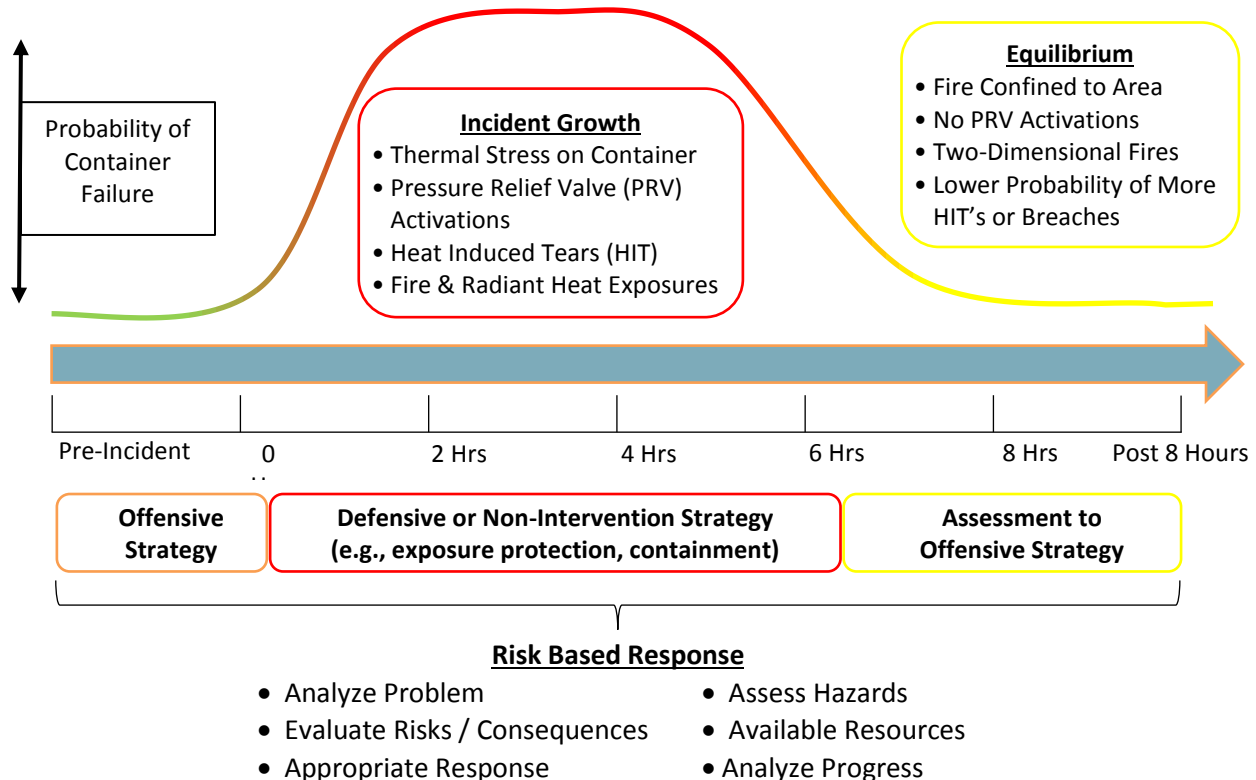 Probability of
Container
Failure
Incident Growth
• Thermal Stress on Container
• Pressure Relief Valve (PRV)
Activations
• Heat Induced Tears (HIT)
• Fire & Radiant Heat Exposures
Equilibrium
• Fire Confined to Area
• No PRV Activations
• Two-Dimensional Fires
• Lower Probability of More
HIT's or Breaches
Pre-Incident 0 2 Hrs 4 Hrs 6 Hrs 8 Hrs Post 8 Hours
Offensive
Strategy
Defensive or Non-Intervention Strategy
(e.g., exposure protection, containment)
Assessment to
Offensive Strategy
Risk Based Response
• Analyze Problem
• Evaluate Risks / Consequences
• Appropriate Response
• Assess Hazards
• Available Resources
• Analyze Progress